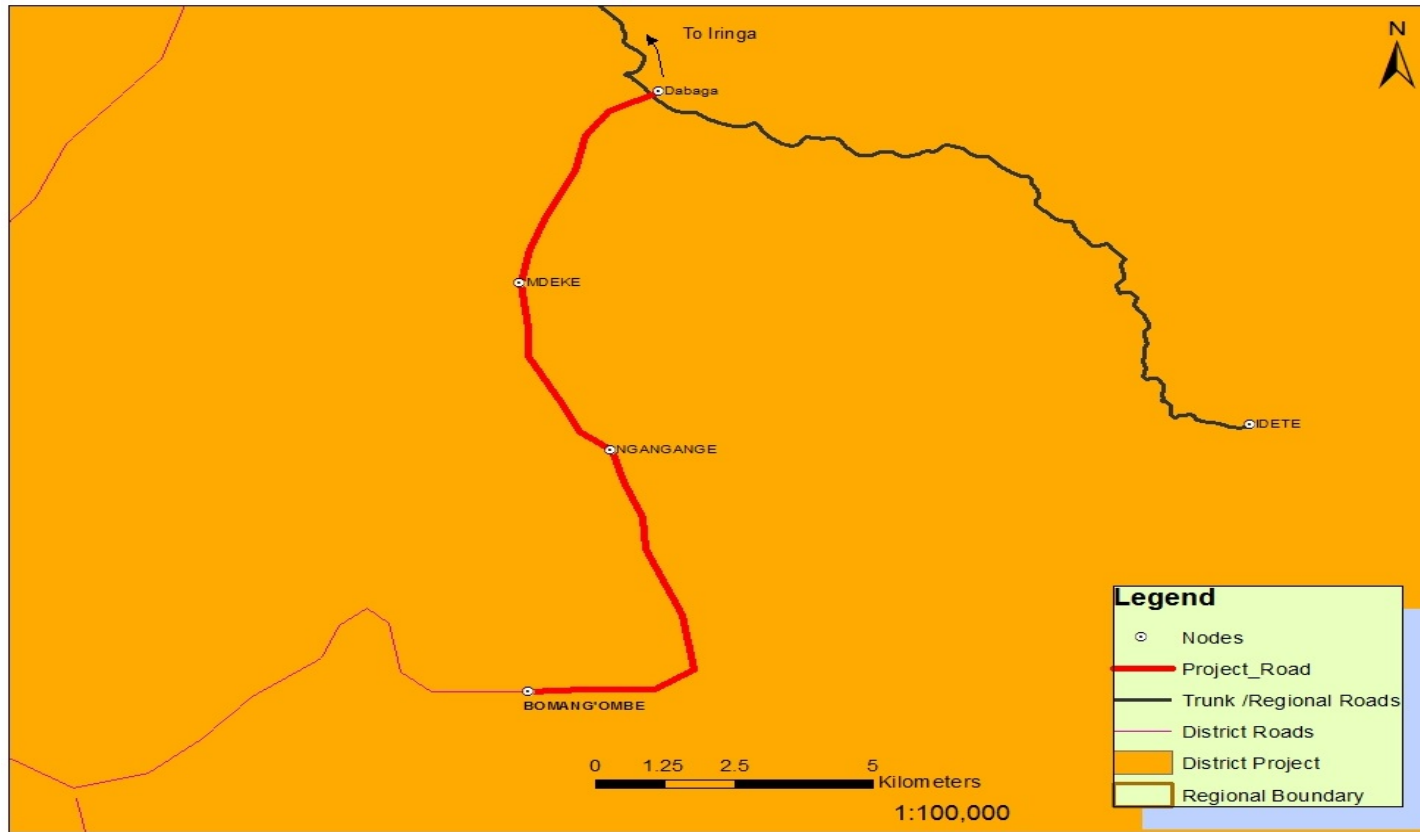 N
To Iringa
Dabaga
MDEKE
NGANGANGE
IDETE
BOMANG'OMBE
0 1.25 2.5 5
Kilometers
1:100,000
Legend
Nodes
Project_Road
Trunk /Regional Roads
District Roads
District Project
Regional Boundary